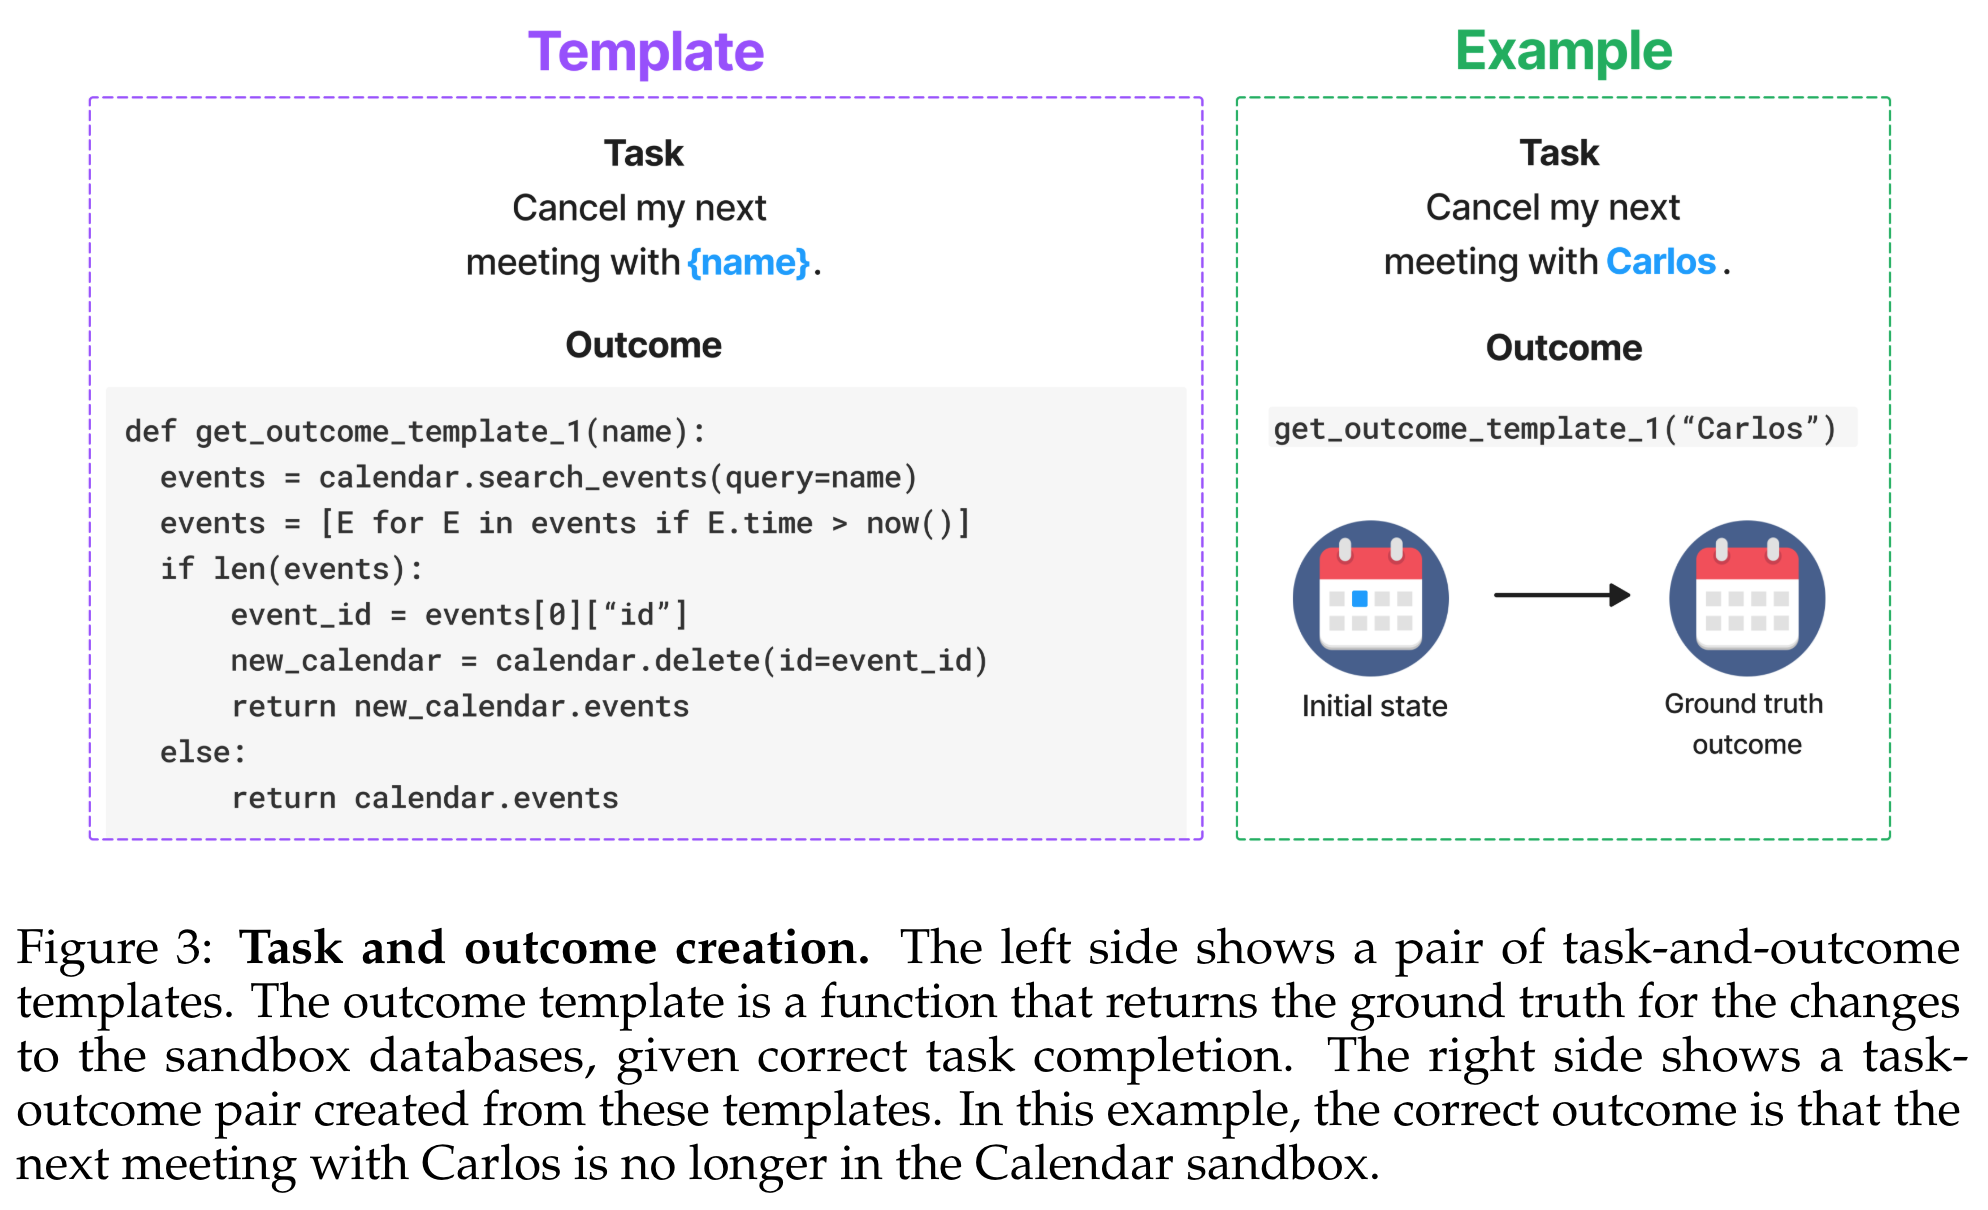 Template
Task
Cancel my next
meeting with {name}.
Outcome
def get_outcome_template_1(name):
  events = calendar.search_events(query=name)
  events = [E for E in events if E.time > now()]
  if len(events):
      event_id = events[0][“id”]
      new_calendar = calendar.delete(id=event_id)
      return new_calendar.events
  else:
      return calendar.events
Example
Task
Cancel my next
meeting with Carlos.
Outcome
get_outcome_template_1(“Carlos”)
Initial state
Ground truth
outcome
Figure 3: Task and outcome creation. The left side shows a pair of task-and-outcome
templates. The outcome template is a function that returns the ground truth for the changes
to the sandbox databases, given correct task completion. The right side shows a task-
outcome pair created from these templates. In this example, the correct outcome is that the
next meeting with Carlos is no longer in the Calendar sandbox.